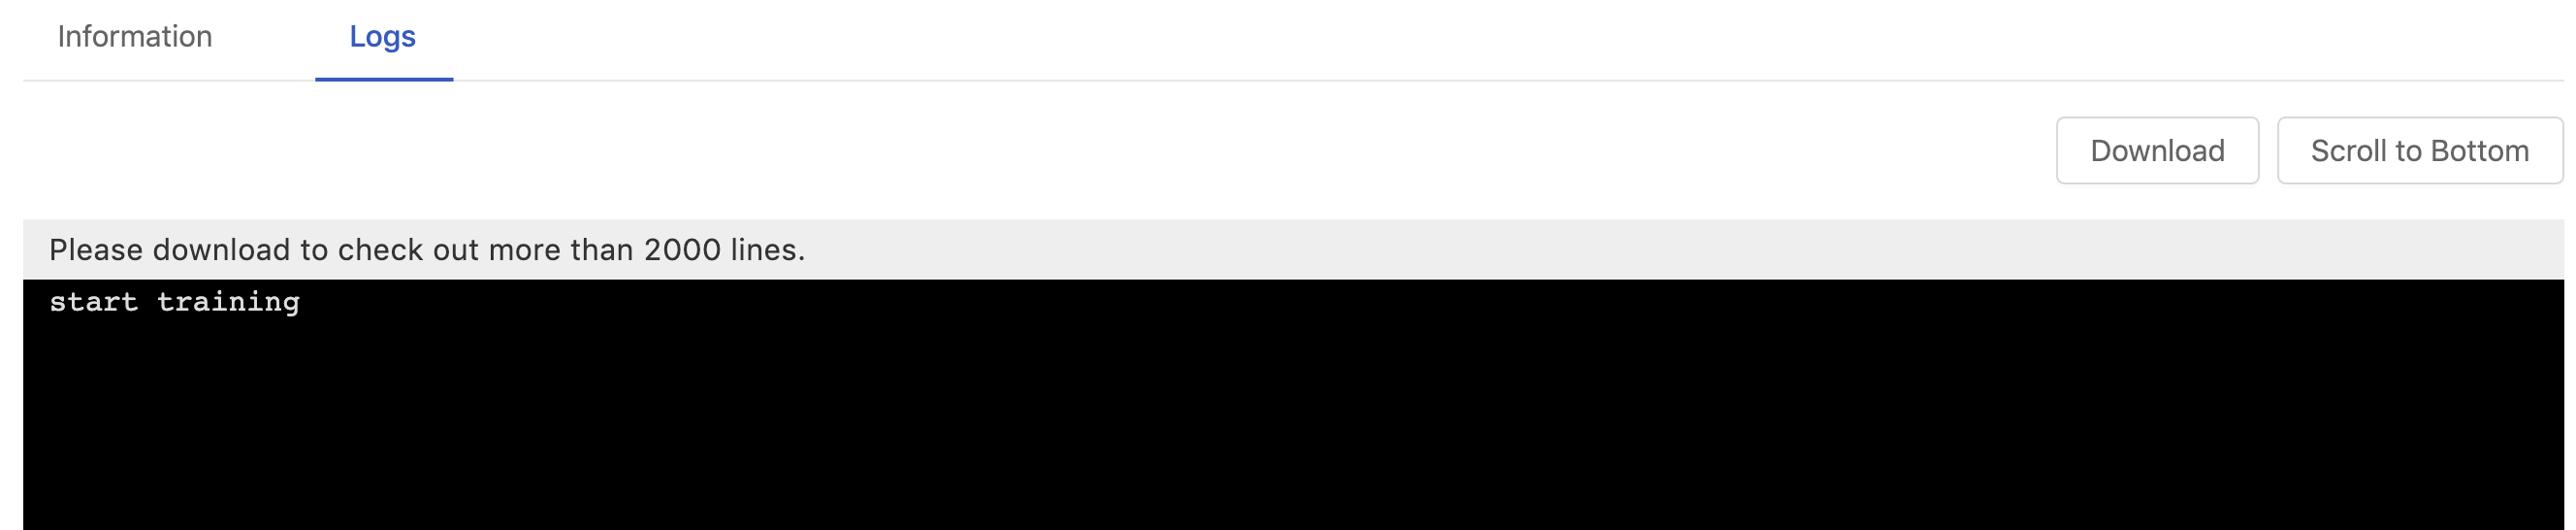 Information Logs
Download Scroll to Bottom
Please download to check out more than 2000 lines.
start training